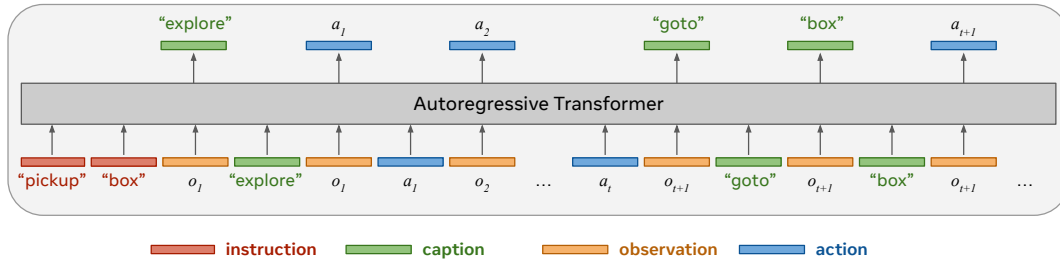 “explore” a1 a2 “goto” “box” at+1
Autoregressive Transformer
“pickup” “box” o1 “explore” o1 a1 o2 ... at ot+1 “goto” ot+1 “box” ot+1 ...
instruction caption observation action